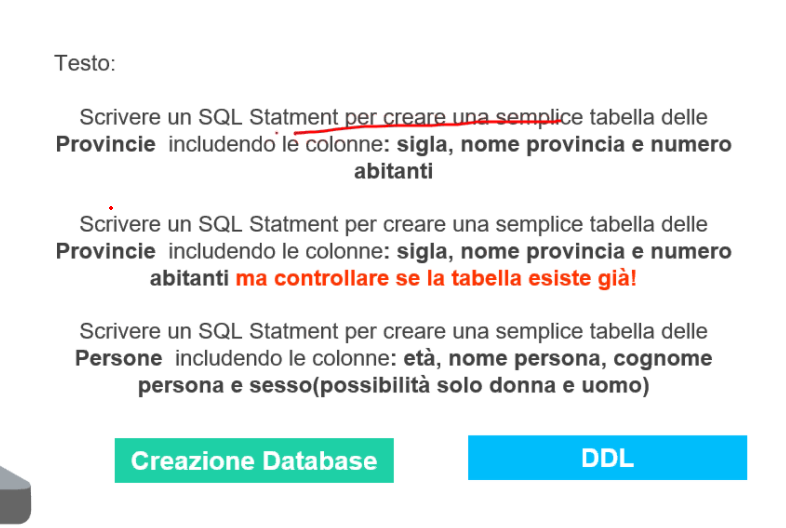 Testo:
Scrivere un SQL Statment per creare una semplice tabella delle
Provincie includendo le colonne: sigla, nome provincia e numero
abitanti
Scrivere un SQL Statment per creare una semplice tabella delle
Provincie includendo le colonne: sigla, nome provincia e numero
abitanti ma controllare se la tabella esiste già!
Scrivere un SQL Statment per creare una semplice tabella delle
Persone includendo le colonne: età, nome persona, cognome
persona e sesso(possibilità solo donna e uomo)
Creazione Database
DDL